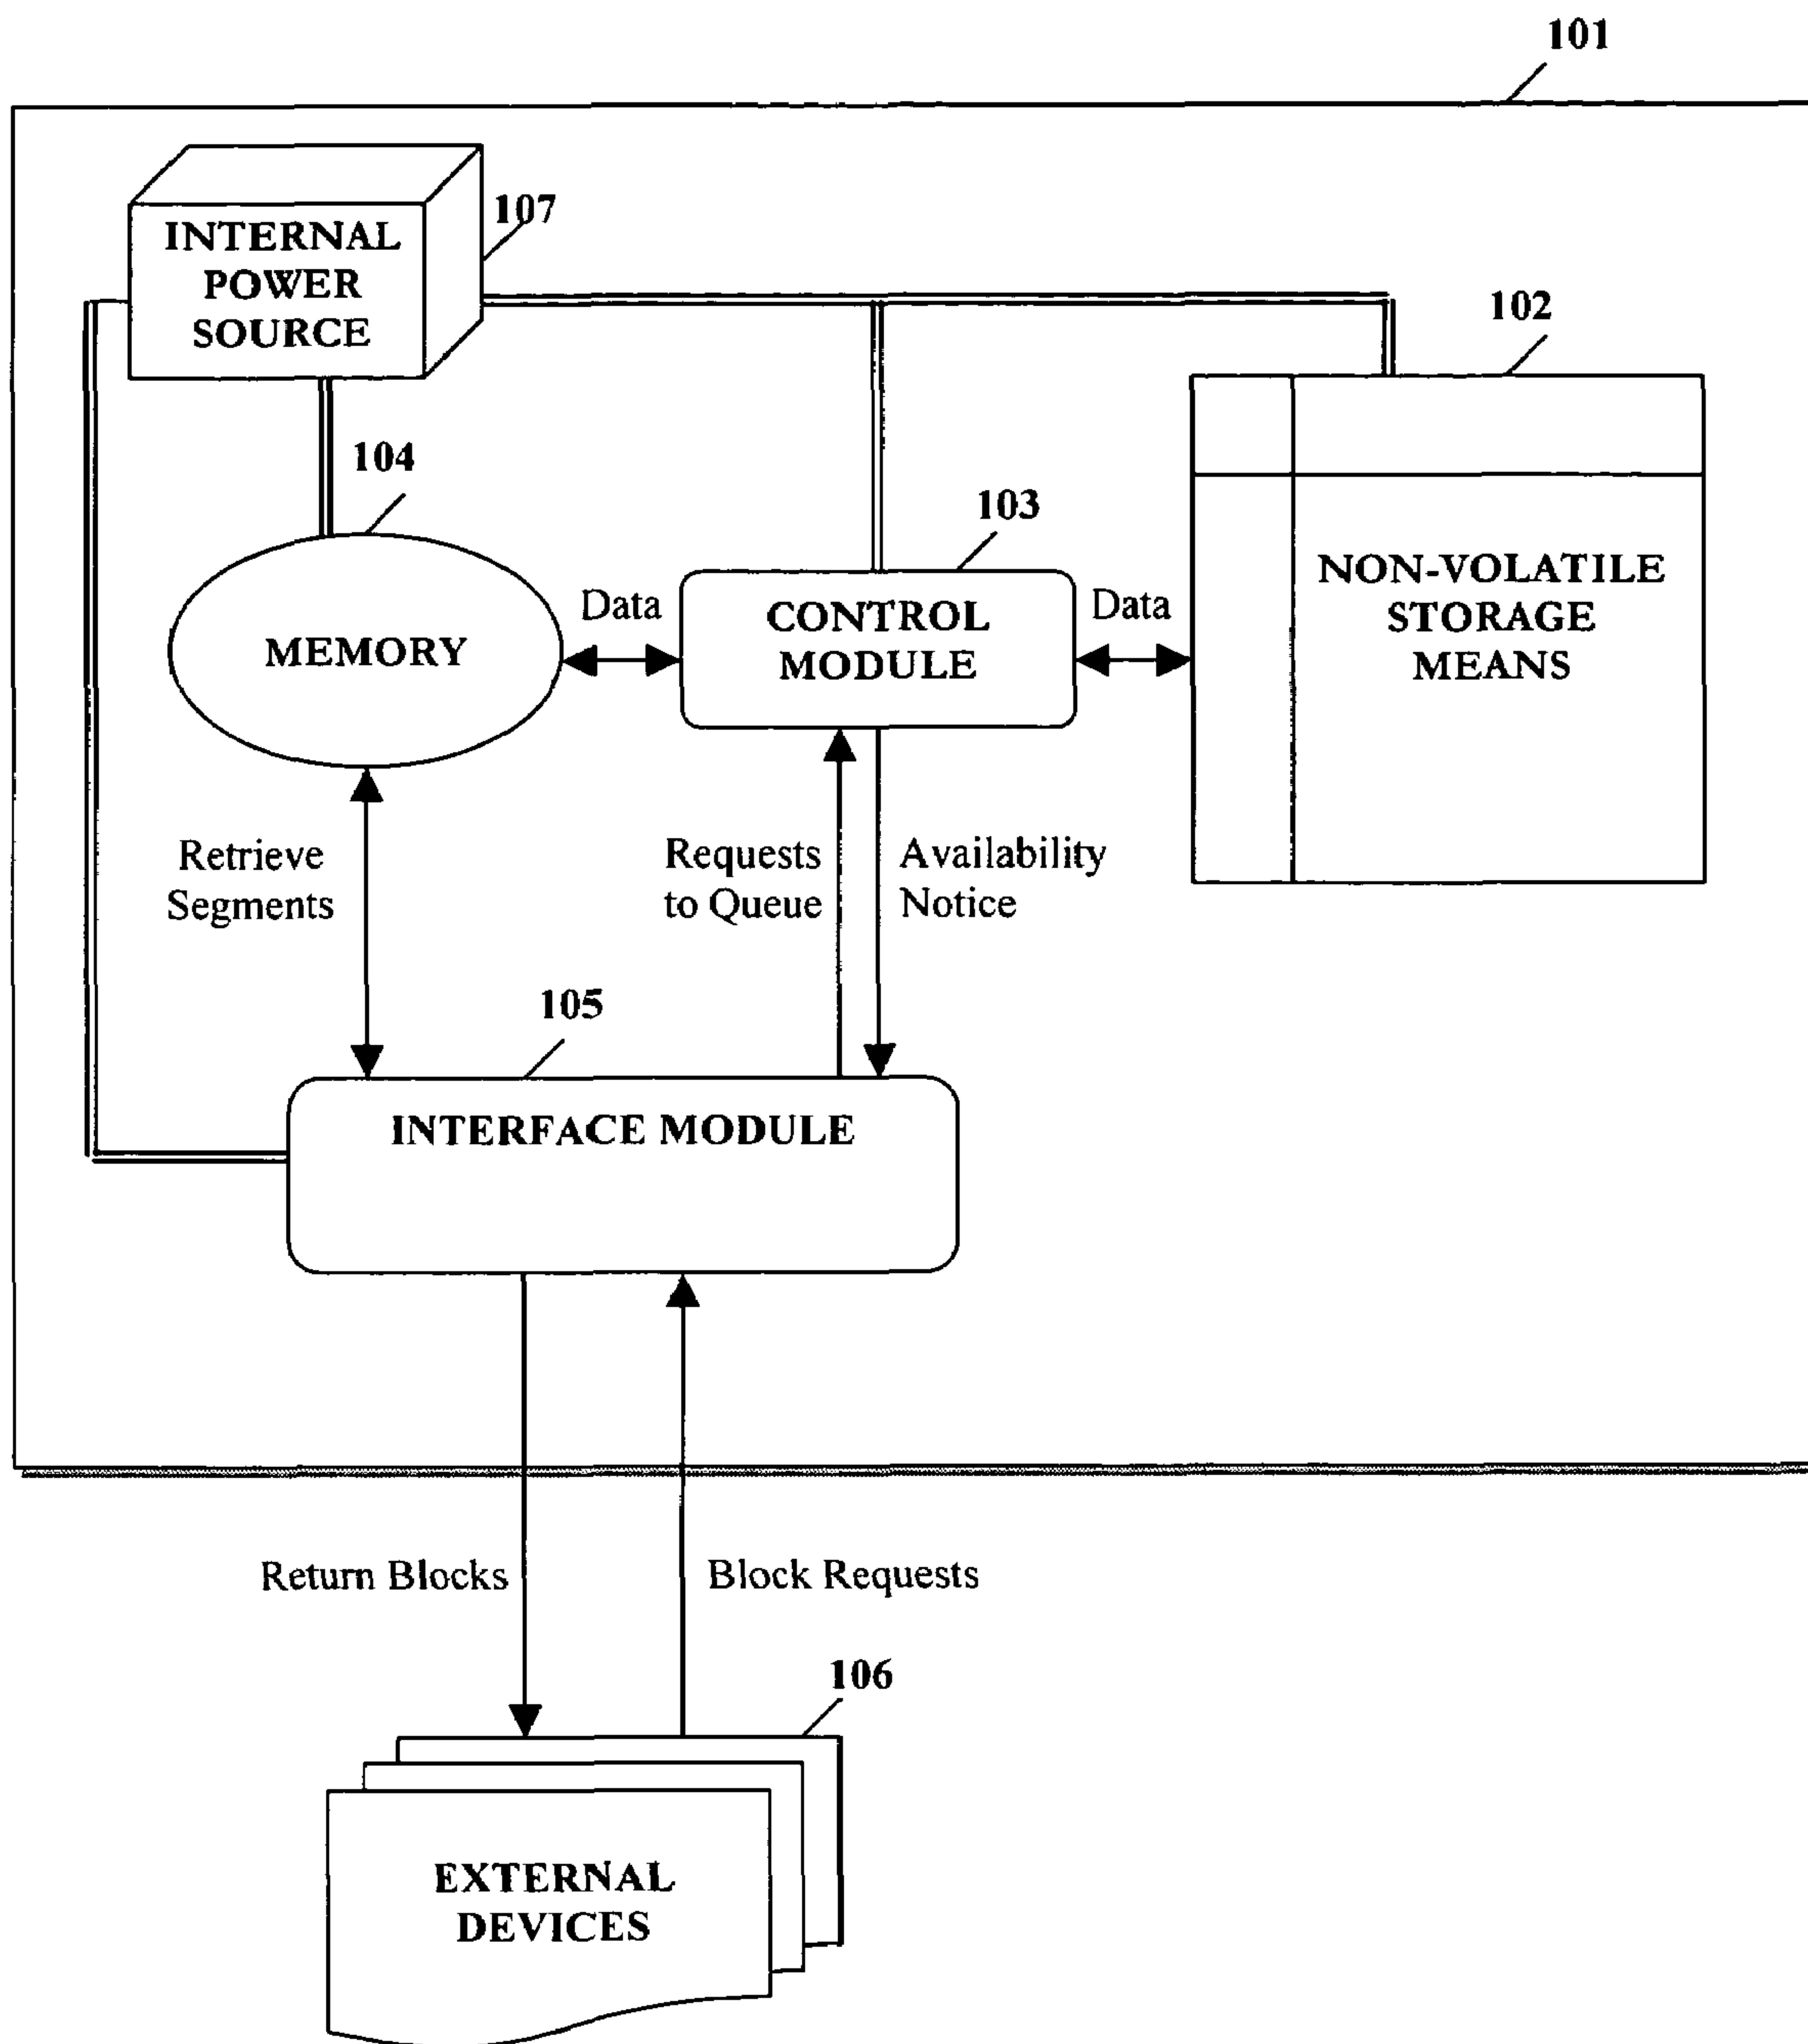 101
INTERNAL
POWER
SOURCE
107
102
104
103
NON-VOLATILE
STORAGE
MEANS
Data
CONTROL
MODULE
Data
MEMORY
Retrieve
Segments
Requests
to Queue
Availability
Notice
105
INTERFACE MODULE
Return Blocks
Block Requests
106
EXTERNAL
DEVICES